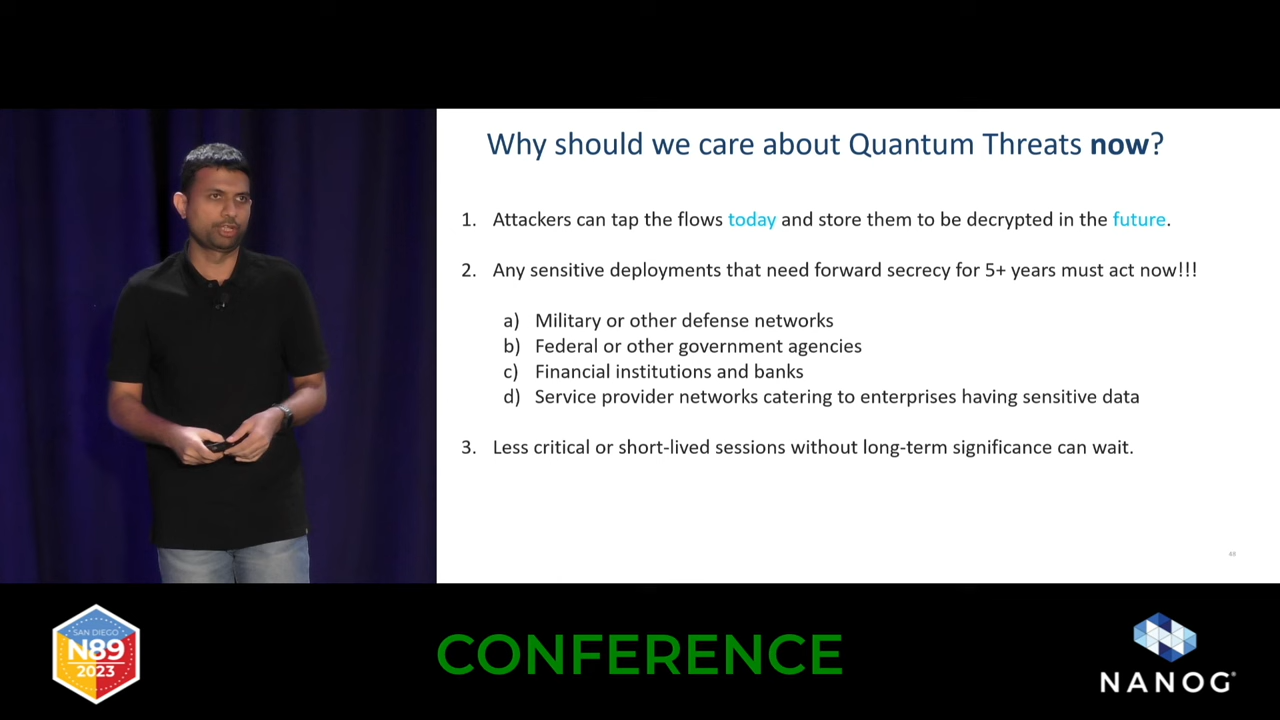 Why should we care about Quantum Threats now?
1. Attackers can tap the flows today and store them to be decrypted in the future.
2. Any sensitive deployments that need forward secrecy for 5+ years must act now!!!
a) Military or other defense networks
b) Federal or other government agencies
c) Financial institutions and banks
d) Service provider networks catering to enterprises having sensitive data
3. Less critical or short-lived sessions without long-term significance can wait.
SAN DIEGO
N89
2023
CONFERENCE
NANOG®